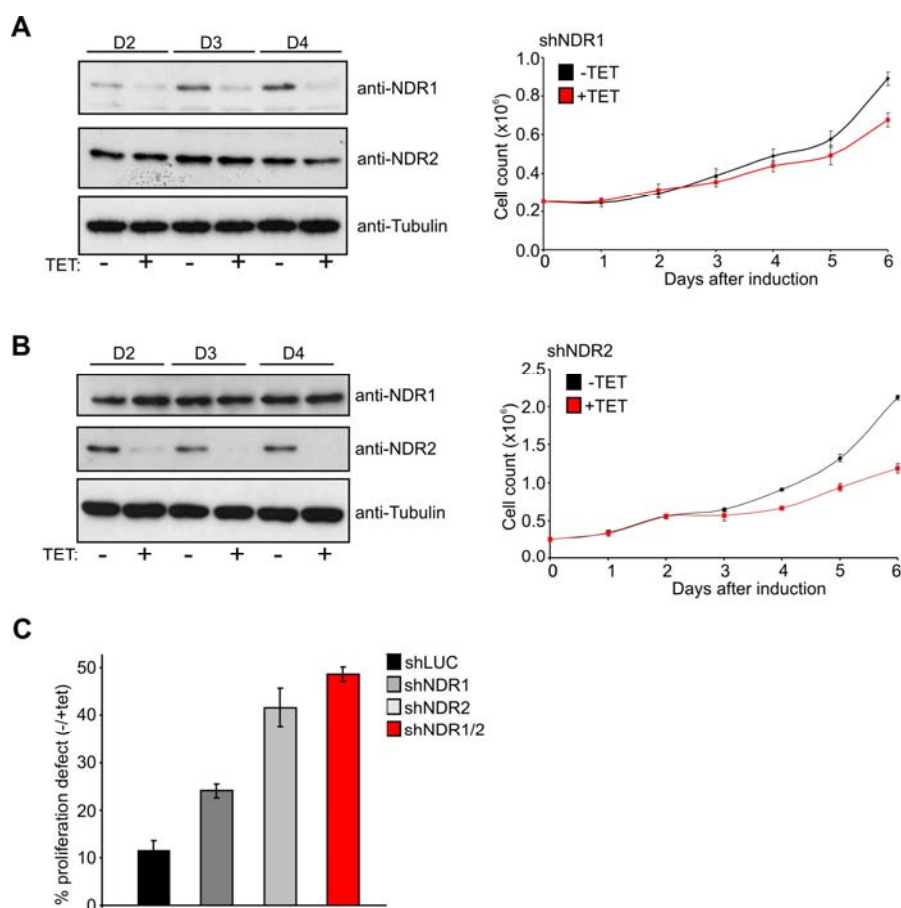 A
D2 D3 D4
anti-NDR1
anti-NDR2
anti-Tubulin
TET: - + - + - +
shNDR1
-TET
+TET
Cell count (x10⁶)
1.0
0.8
0.6
0.4
0.2
0.0
0 1 2 3 4 5 6
Days after induction
B
D2 D3 D4
anti-NDR1
anti-NDR2
anti-Tubulin
TET: - + - + - +
shNDR2
-TET
+TET
Cell count (x10⁶)
2.5
2.0
1.5
1.0
0.5
0.0
0 1 2 3 4 5 6
Days after induction
C
% proliferation defect (-/+tet)
50
40
30
20
10
0
shLUC
shNDR1
shNDR2
shNDR1/2